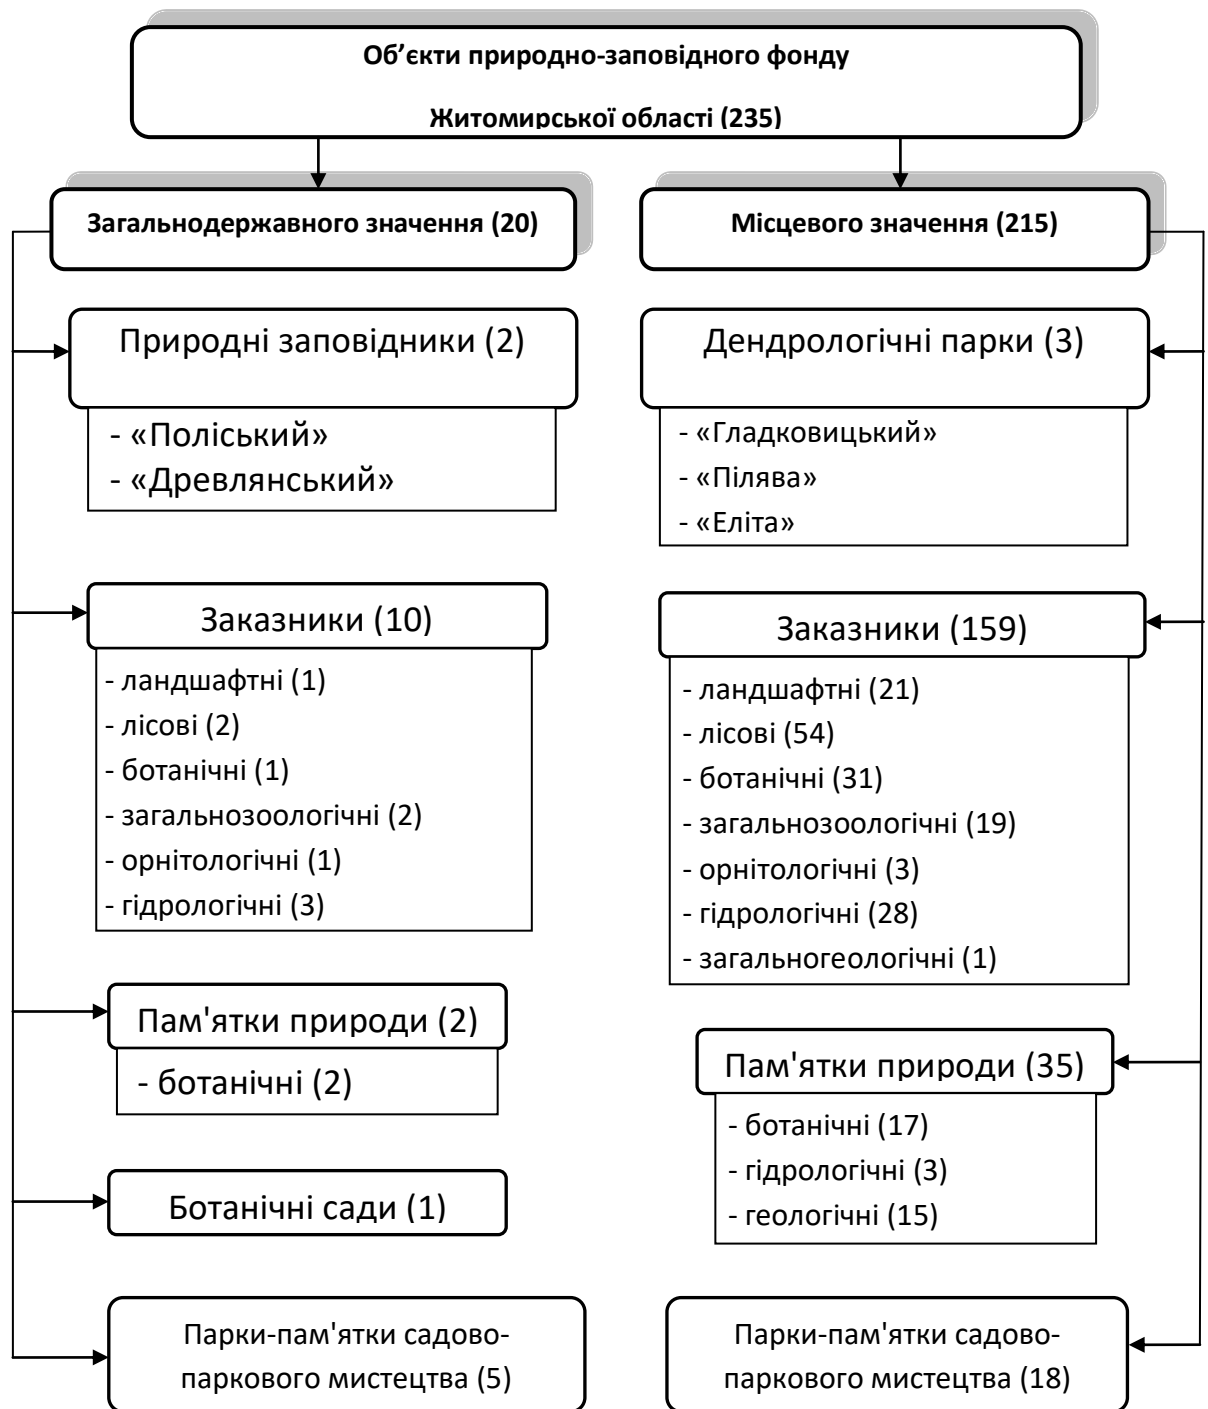 Об’єкти природно-заповідного фонду
Житомирської області (235)
Загальнодержавного значення (20)
Природні заповідники (2)
- «Поліський»
- «Древлянський»
Заказники (10)
- ландшафтні (1)
- лісові (2)
- ботанічні (1)
- загальнозоологічні (2)
- орнітологічні (1)
- гідрологічні (3)
Пам'ятки природи (2)
- ботанічні (2)
Ботанічні сади (1)
Парки-пам'ятки садово-
паркового мистецтва (5)
Місцевого значення (215)
Дендрологічні парки (3)
- «Гладковицький»
- «Пілява»
- «Еліта»
Заказники (159)
- ландшафтні (21)
- лісові (54)
- ботанічні (31)
- загальнозоологічні (19)
- орнітологічні (3)
- гідрологічні (28)
- загальногеологічні (1)
Пам'ятки природи (35)
- ботанічні (17)
- гідрологічні (3)
- геологічні (15)
Парки-пам'ятки садово-
паркового мистецтва (18)